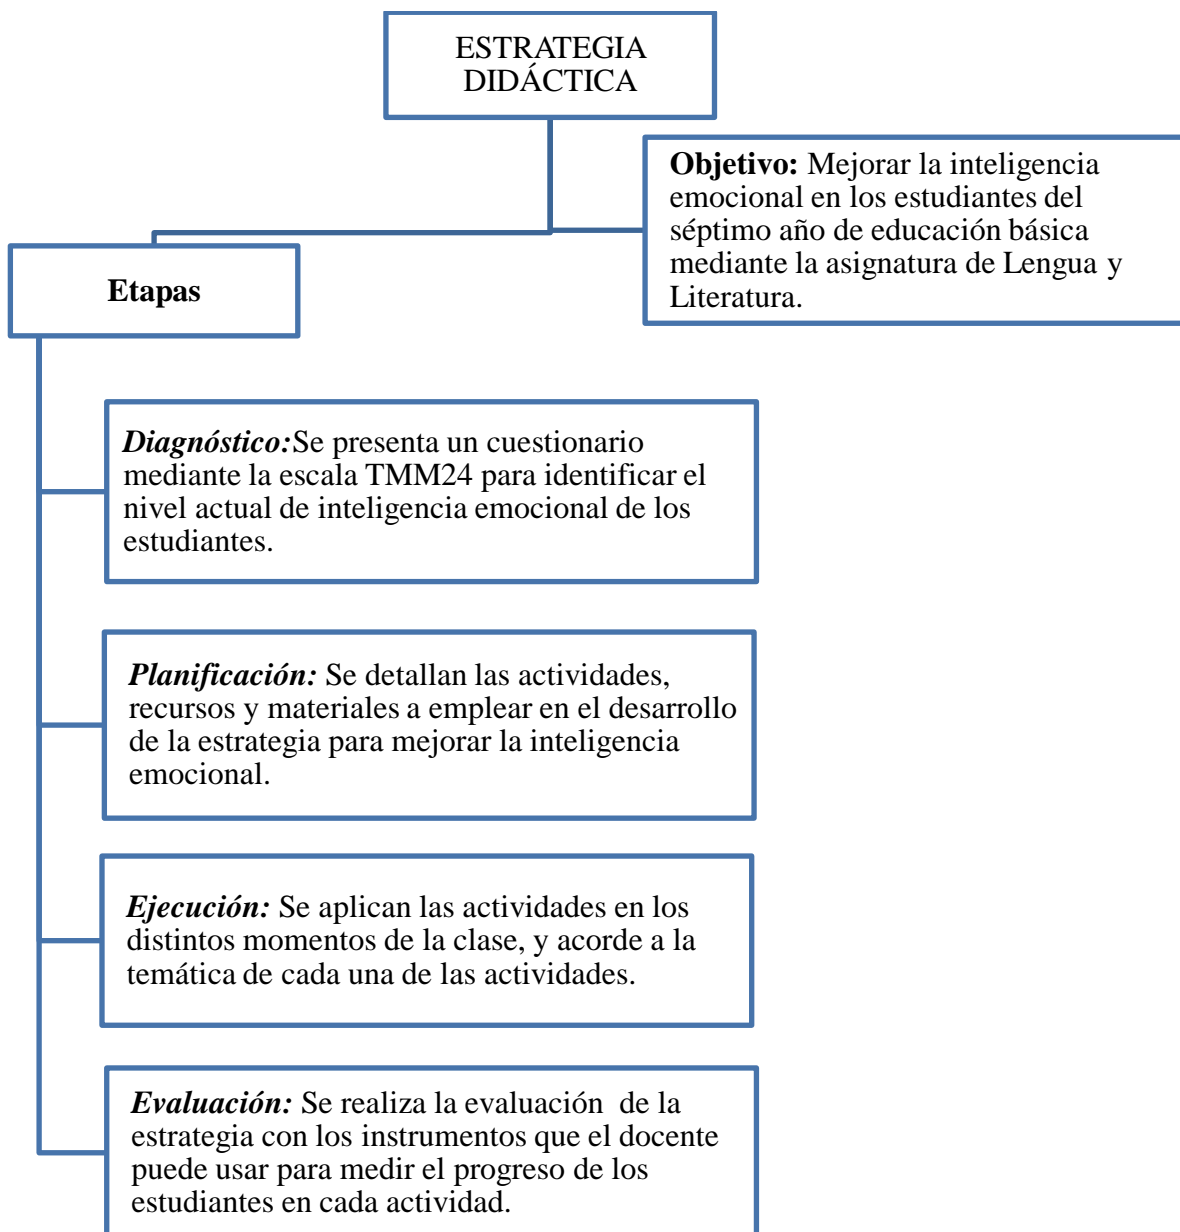 ESTRATEGIA
DIDÁCTICA
Objetivo: Mejorar la inteligencia
emocional en los estudiantes del
séptimo año de educación básica
mediante la asignatura de Lengua y
Literatura.
Etapas
Diagnóstico:Se presenta un cuestionario
mediante la escala TMM24 para identificar el
nivel actual de inteligencia emocional de los
estudiantes.
Planificación: Se detallan las actividades,
recursos y materiales a emplear en el desarrollo
de la estrategia para mejorar la inteligencia
emocional.
Ejecución: Se aplican las actividades en los
distintos momentos de la clase, y acorde a la
temática de cada una de las actividades.
Evaluación: Se realiza la evaluación  de la
estrategia con los instrumentos que el docente
puede usar para medir el progreso de los
estudiantes en cada actividad.